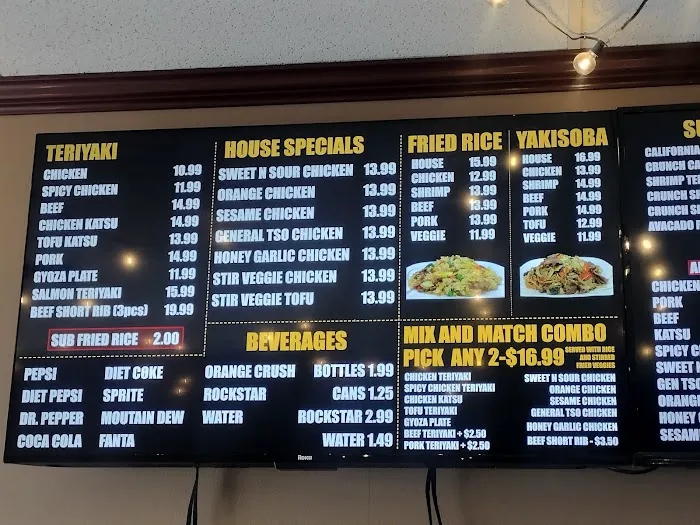 TERIYAKI
CHICKEN 10.99
SPICY CHICKEN 11.99
BEEF 14.99
CHICKEN KATSU 14.99
TOFU KATSU 13.99
PORK 14.99
GYOZA PLATE 11.99
SALMON TERIYAKI 15.99
BEEF SHORT RIB (3pcs) 19.99
SUB FRIED RICE 2.00
HOUSE SPECIALS
SWEET N SOUR CHICKEN 13.99
ORANGE CHICKEN 13.99
SESAME CHICKEN 13.99
GENERAL TSO CHICKEN 13.99
HONEY GARLIC CHICKEN 13.99
STIR VEGGIE CHICKEN 13.99
STIR VEGGIE TOFU 13.99
FRIED RICE
HOUSE 15.99
CHICKEN 12.99
SHRIMP 13.99
BEEF 13.99
PORK 13.99
VEGGIE 11.99
YAKISOBA
HOUSE 16.99
CHICKEN 13.99
SHRIMP 14.99
BEEF 14.99
PORK 14.99
TOFU 12.99
VEGGIE 11.99
BEVERAGES
PEPSI DIET COKE ORANGE CRUSH BOTTLES 1.99
DIET PEPSI SPRITE ROCKSTAR CANS 1.25
DR. PEPPER MOUTAIN DEW WATER ROCKSTAR 2.99
COCA COLA FANTA WATER 1.49
MIX AND MATCH COMBO
PICK ANY 2-$16.99
SERVED WITH RICE
AND STIRRED
FRIED VEGGIES
CHICKEN TERIYAKI
SPICY CHICKEN TERIYAKI
CHICKEN KATSU
TOFU TERIYAKI
GYOZA PLATE
BEEF TERIYAKI + $2.50
PORK TERIYAKI + $2.50
SWEET N SOUR CHICKEN
ORANGE CHICKEN
SESAME CHICKEN
GENERAL TSO CHICKEN
HONEY GARLIC CHICKEN
BEEF SHORT RIB - $3.50
Roku
CALIFORNIA
CRUNCH
SHRIMP
CRUNCH
CRUNCH
AVACADO
CHICKEN
PORK
BEEF
KATSU
SPICY
SWEET
GEN TS
ORANG
HONEY
SESAM